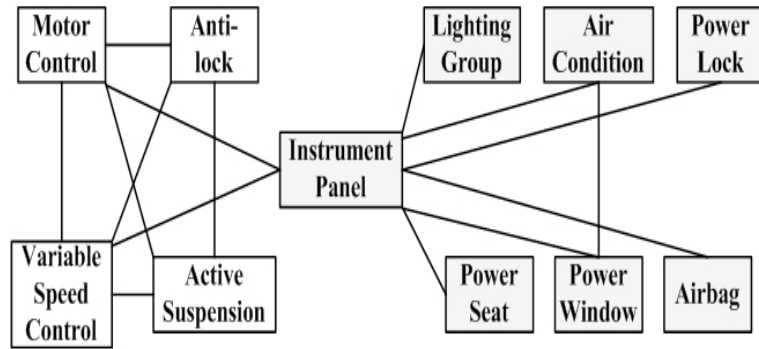 Motor
Control
Anti-
lock
Lighting
Group
Air
Condition
Power
Lock
Instrument
Panel
Variable
Speed
Control
Active
Suspension
Power
Seat
Power
Window
Airbag